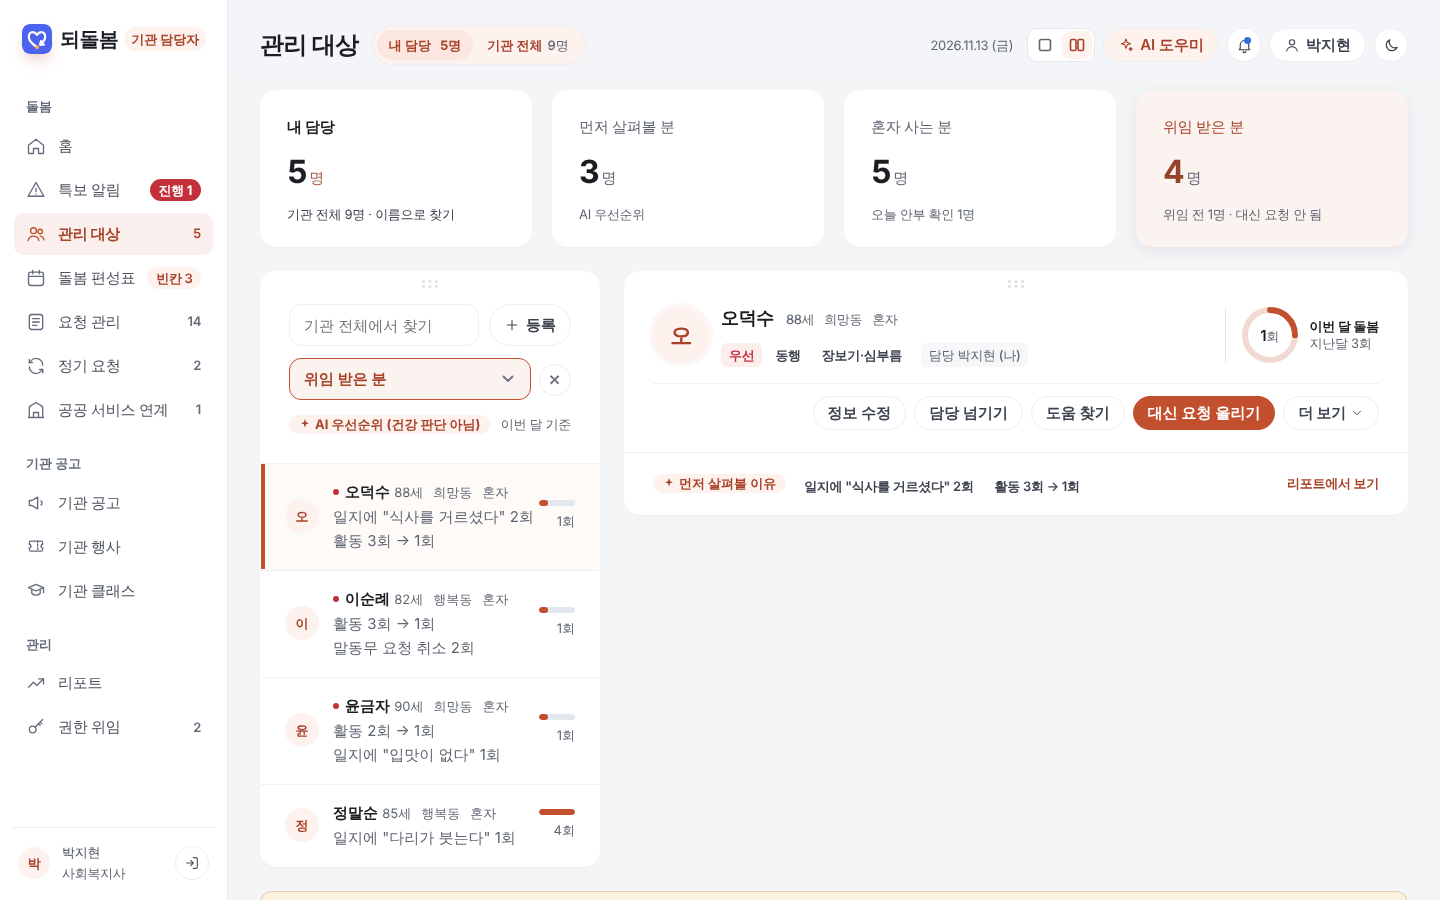 되돌봄 기관 담당자
돌봄
홈
특보 알림 진행 1
관리 대상 5
돌봄 편성표 빈칸 3
요청 관리 14
정기 요청 2
공공 서비스 연계 1
기관 공고
기관 공고
기관 행사
기관 클래스
관리
리포트
권한 위임 2
박 박지현
사회복지사
관리 대상 내 담당 5명 기관 전체 9명
2026.11.13 (금) AI 도우미 박지현
내 담당
5명
기관 전체 9명 · 이름으로 찾기
먼저 살펴볼 분
3명
AI 우선순위
혼자 사는 분
5명
오늘 안부 확인 1명
위임 받은 분
4명
위임 전 1명 · 대신 요청 안 됨
기관 전체에서 찾기 + 등록
위임 받은 분
AI 우선순위 (건강 판단 아님) 이번 달 기준
오 오덕수 88세 희망동 혼자
일지에 "식사를 거르셨다" 2회
활동 3회 → 1회
1회
이 이순례 82세 행복동 혼자
활동 3회 → 1회
말동무 요청 취소 2회
1회
윤 윤금자 90세 희망동 혼자
활동 2회 → 1회
일지에 "입맛이 없다" 1회
1회
정 정말순 85세 행복동 혼자
일지에 "다리가 붓는다" 1회
4회
오 오덕수 88세 희망동 혼자
우선 동행 장보기·심부름 담당 박지현 (나)
1회 이번 달 돌봄
지난달 3회
정보 수정 담당 넘기기 도움 찾기 대신 요청 올리기 더 보기
먼저 살펴볼 이유 일지에 "식사를 거르셨다" 2회 활동 3회 → 1회 리포트에서 보기